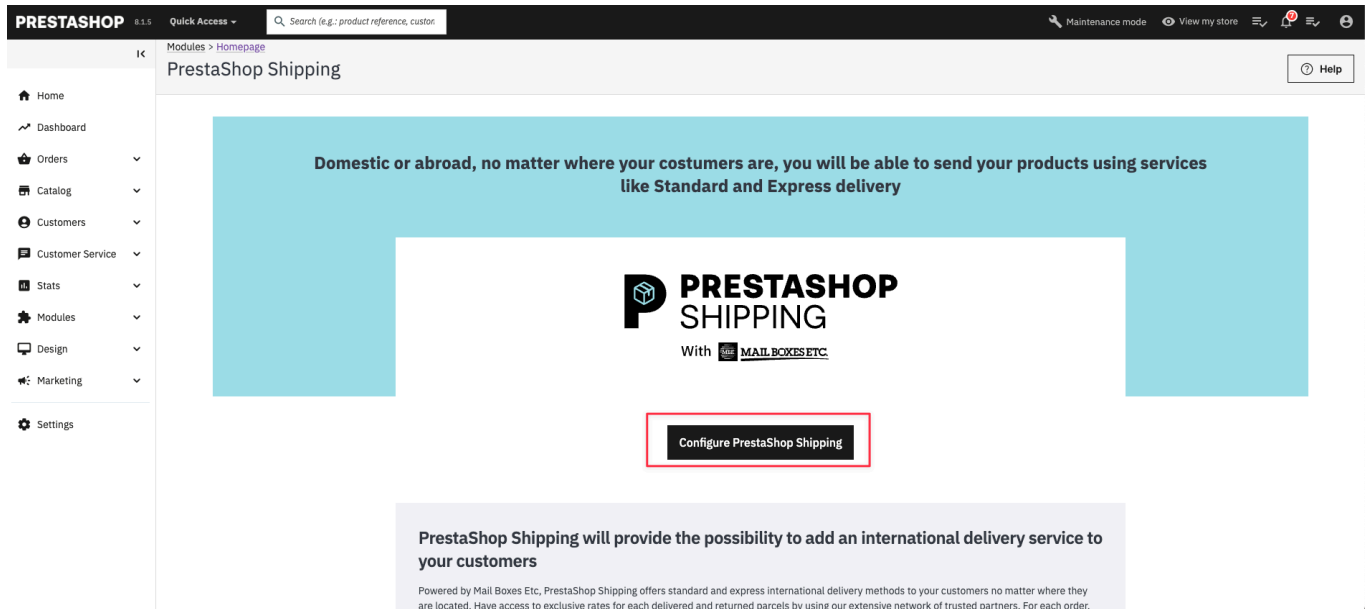 PRESTASHOP 8.1.5 Quick Access Search (e.g.: product reference, custor. Maintenance mode View my store 7
Modules > Homepage
PrestaShop Shipping
Help
Home
Dashboard
Orders
Catalog
Customers
Customer Service
Stats
Modules
Design
Marketing
Settings
Domestic or abroad, no matter where your costumers are, you will be able to send your products using services
like Standard and Express delivery
PRESTASHOP
SHIPPING
With MBE MAIL BOXES ETC.
Configure PrestaShop Shipping
PrestaShop Shipping will provide the possibility to add an international delivery service to
your customers
Powered by Mail Boxes Etc, PrestaShop Shipping offers standard and express international delivery methods to your customers no matter where they
are located. Have access to exclusive rates for each delivered and returned parcels by using our extensive network of trusted partners. For each order,